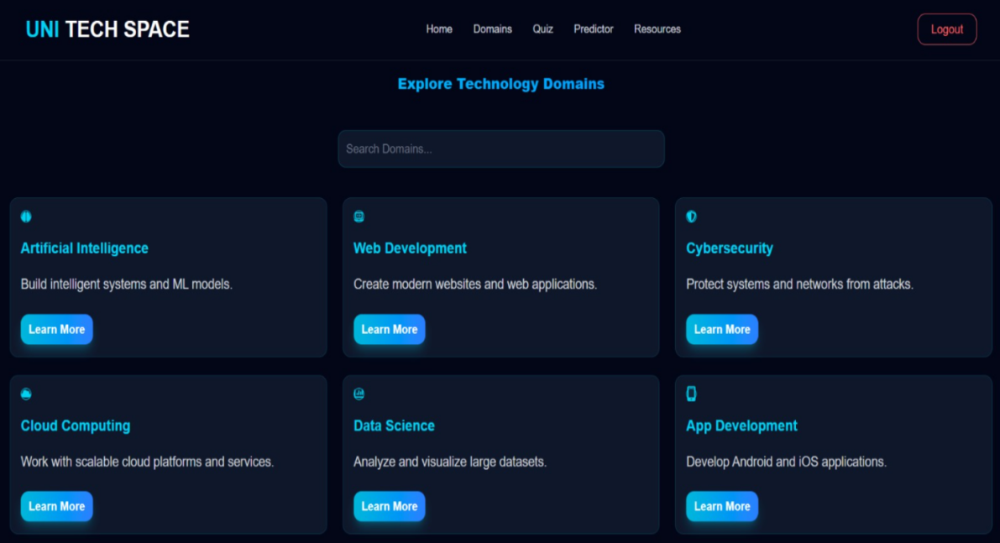 UNI TECH SPACE
Home Domains Quiz Predictor Resources
Logout
Explore Technology Domains
Search Domains...
Artificial Intelligence
Build intelligent systems and ML models.
Learn More
Web Development
Create modern websites and web applications.
Learn More
Cybersecurity
Protect systems and networks from attacks.
Learn More
Cloud Computing
Work with scalable cloud platforms and services.
Learn More
Data Science
Analyze and visualize large datasets.
Learn More
App Development
Develop Android and iOS applications.
Learn More